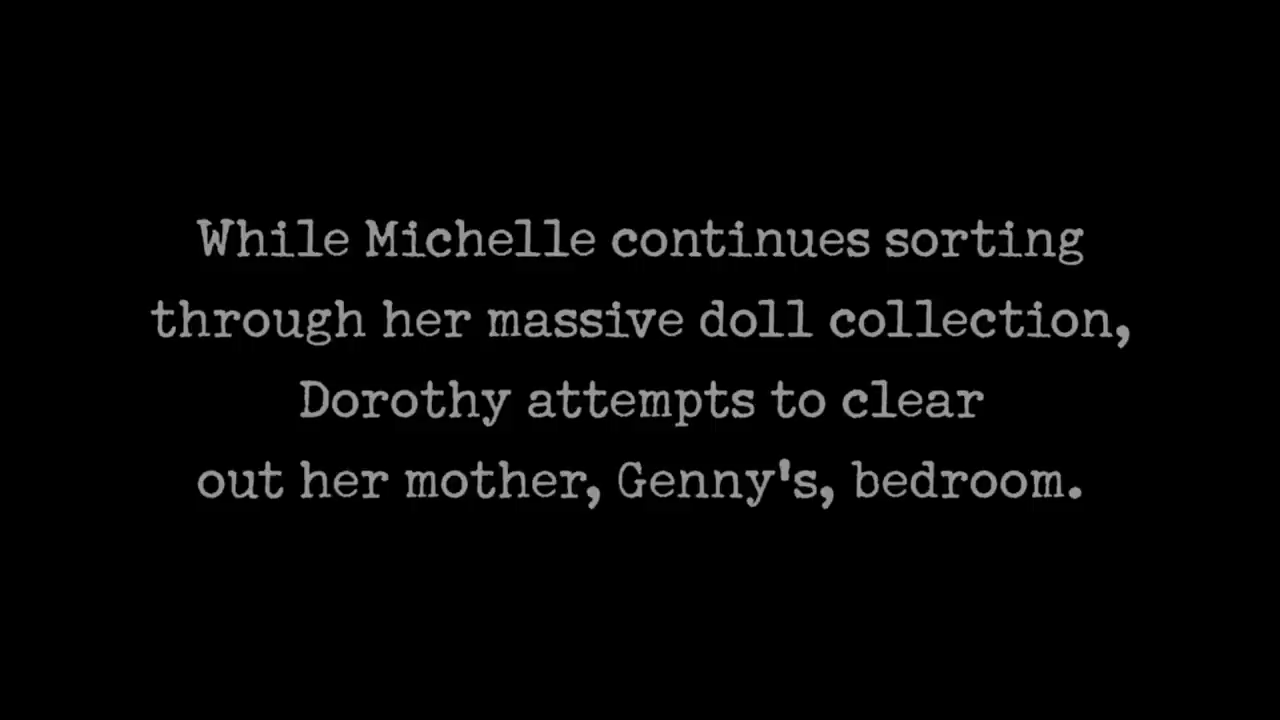 While Michelle continues sorting
through her massive doll collection,
Dorothy attempts to clear
out her mother, Genny's, bedroom.